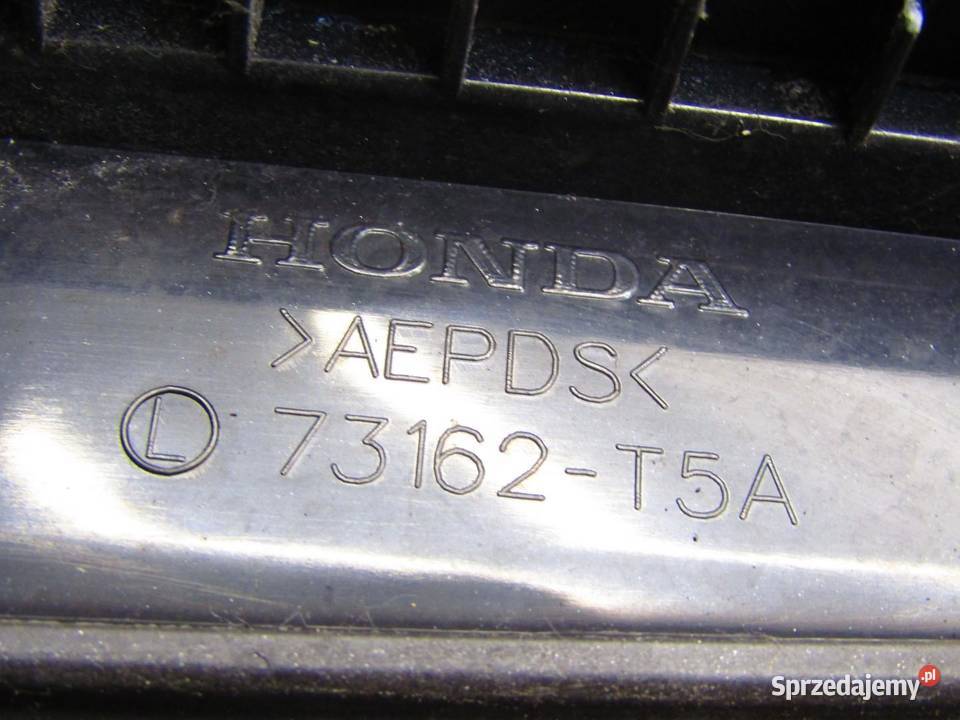 HONDA
>AEPDS<
Ⓛ 73162-T5A
Sprzedajemy.pl